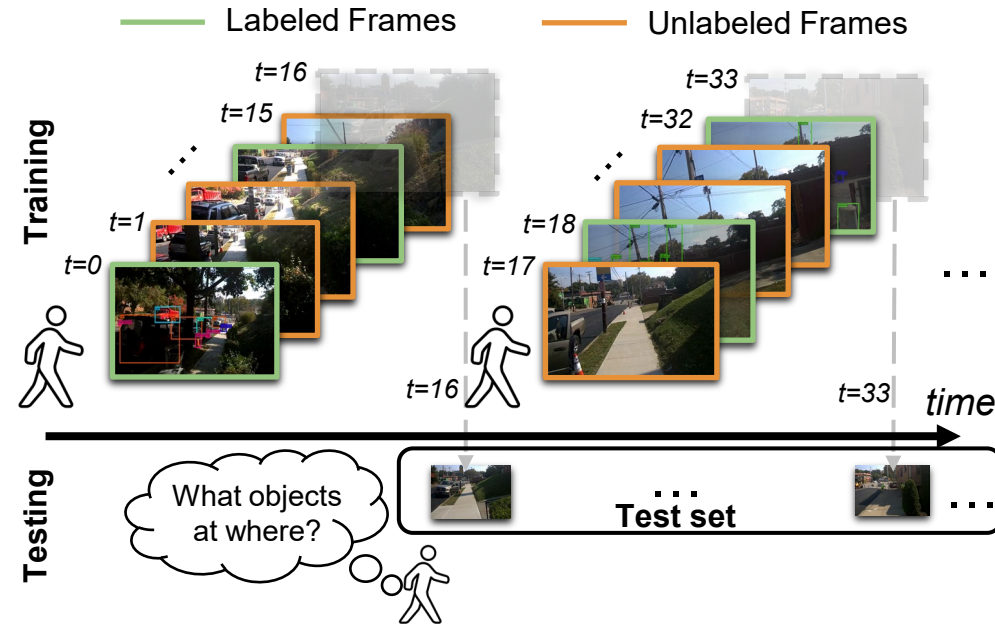 Labeled Frames
Unlabeled Frames
Training
t=16
t=15
...
t=1
t=0
t=33
t=32
...
t=18
t=17
...
t=16
t=33
time
Testing
What objects
at where?
...
Test set
...